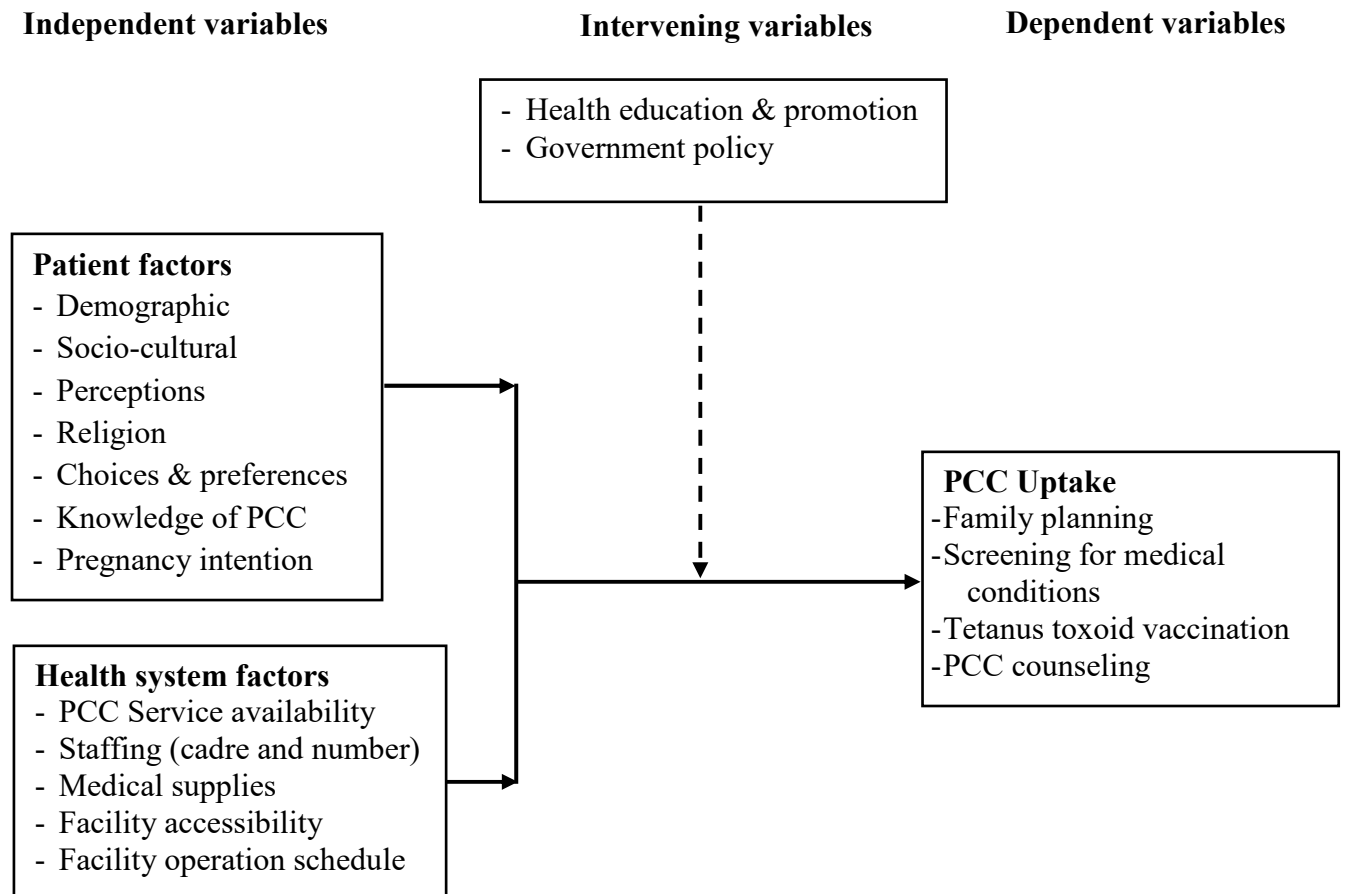 Independent variables
Intervening variables
Dependent variables
- Health education & promotion
- Government policy
Patient factors
- Demographic
- Socio-cultural
- Perceptions
- Religion
- Choices & preferences
- Knowledge of PCC
- Pregnancy intention
Health system factors
- PCC Service availability
- Staffing (cadre and number)
- Medical supplies
- Facility accessibility
- Facility operation schedule
PCC Uptake
-Family planning
-Screening for medical
conditions
-Tetanus toxoid vaccination
-PCC counseling